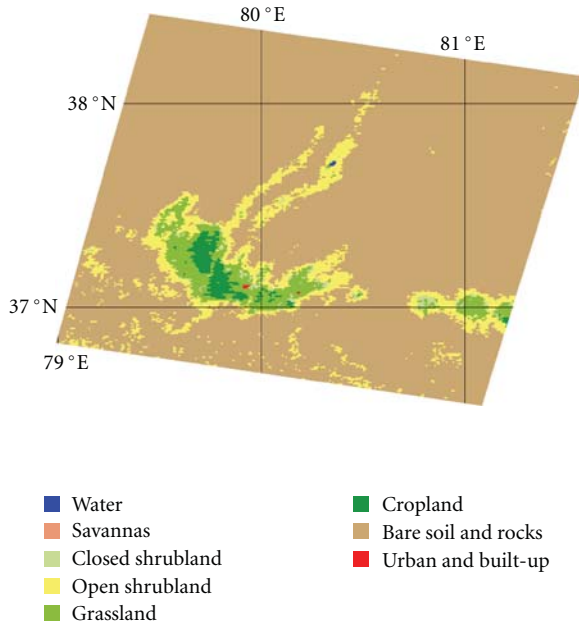 80 °E
81 °E
38 °N
37 °N
79 °E
Water
Savannas
Closed shrubland
Open shrubland
Grassland
Cropland
Bare soil and rocks
Urban and built-up